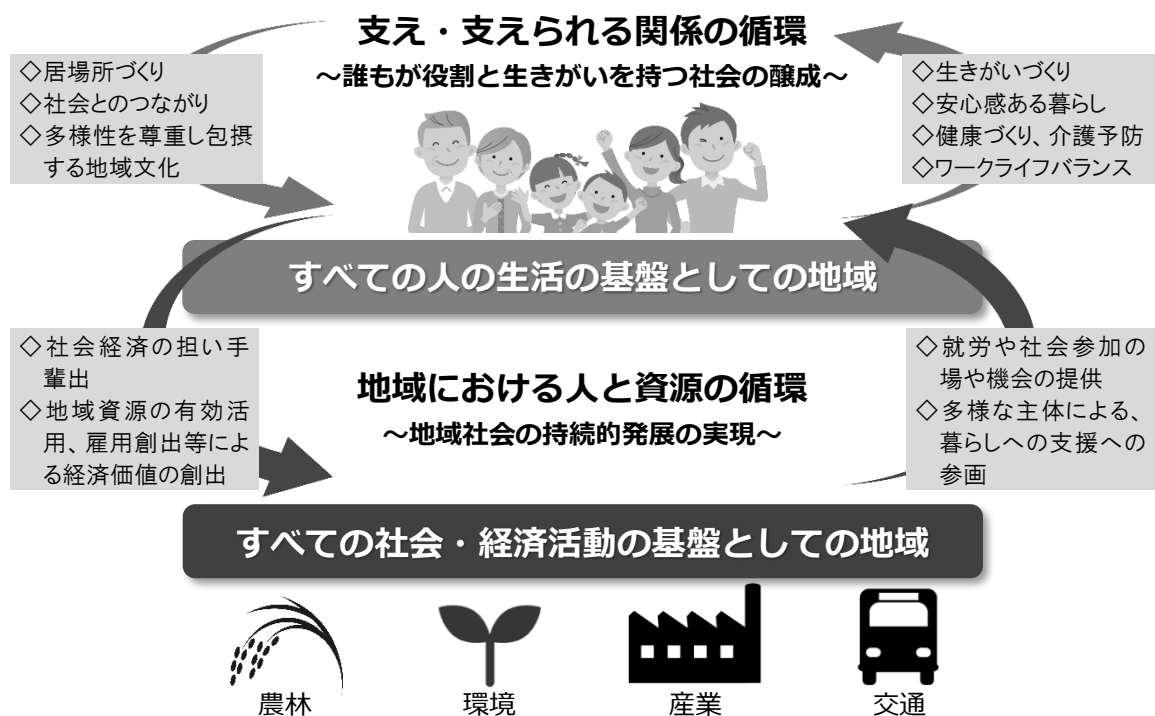 支え・支えられる関係の循環
～誰もが役割と生きがいを持つ社会の醸成～
◇居場所づくり
◇社会とのつながり
◇多様性を尊重し包摂
する地域文化
◇生きがいづくり
◇安心感ある暮らし
◇健康づくり、介護予防
◇ワークライフバランス
すべての人の生活の基盤としての地域
◇社会経済の担い手
輩出
◇地域資源の有効活
用、雇用創出等によ
る経済価値の創出
地域における人と資源の循環
～地域社会の持続的発展の実現～
◇就労や社会参加の
場や機会の提供
◇多様な主体による、
暮らしへの支援への
参画
すべての社会・経済活動の基盤としての地域
農林
環境
産業
交通